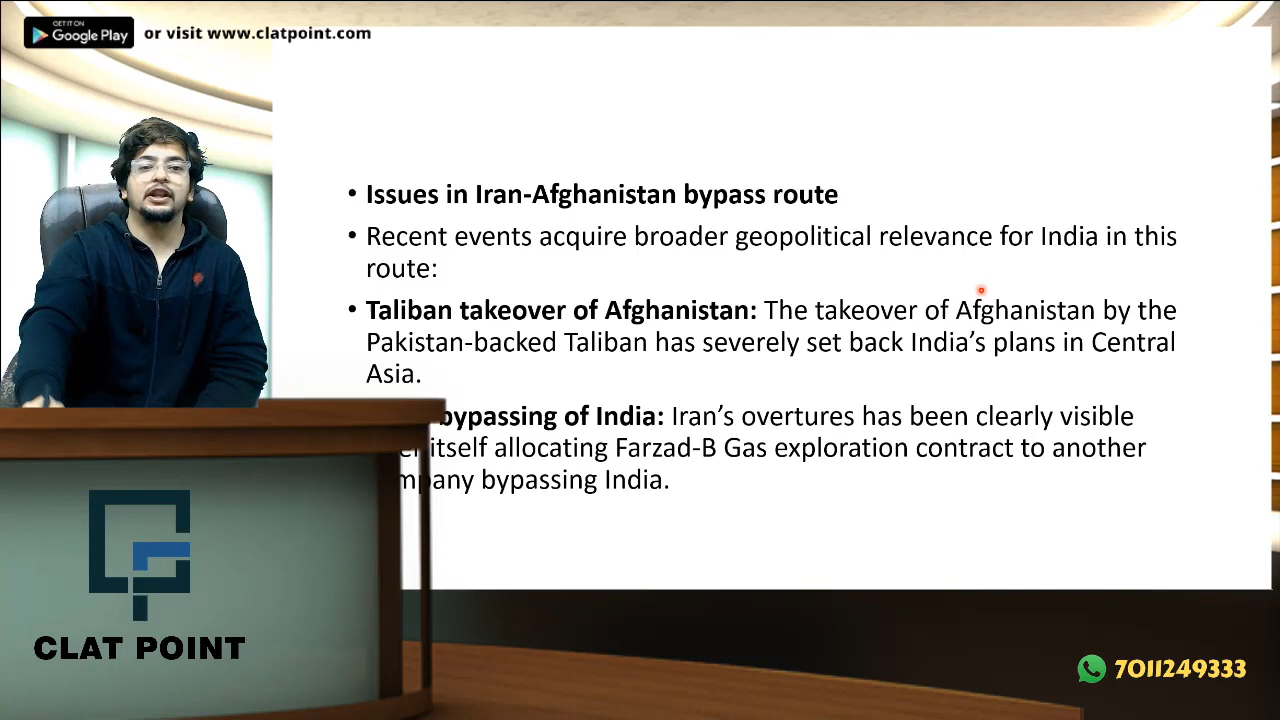 GET IT ON
Google Play
or visit www.clatpoint.com
• Issues in Iran-Afghanistan bypass route
• Recent events acquire broader geopolitical relevance for India in this
route:
• Taliban takeover of Afghanistan: The takeover of Afghanistan by the
Pakistan-backed Taliban has severely set back India’s plans in Central
Asia.
bypassing of India: Iran’s overtures has been clearly visible
itself allocating Farzad-B Gas exploration contract to another
bypassing India.
CLAT POINT
7011249333